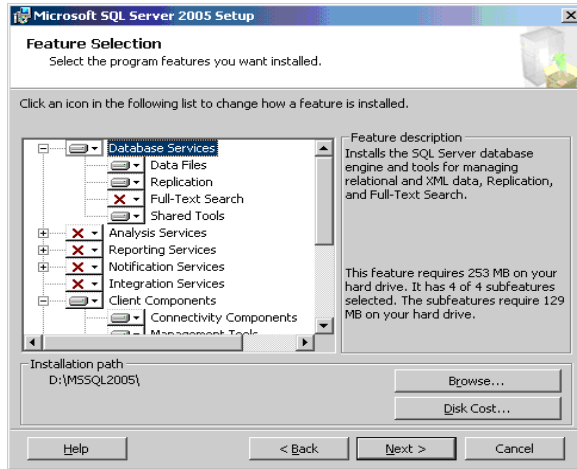 Microsoft SQL Server 2005 Setup
Feature Selection
Select the program features you want installed.
Click an icon in the following list to change how a feature is installed.
Database Services
Data Files
Replication
Full-Text Search
Shared Tools
Analysis Services
Reporting Services
Notification Services
Integration Services
Client Components
Connectivity Components
Management Tools
Feature description
Installs the SQL Server database
engine and tools for managing
relational and XML data, Replication,
and Full-Text Search.
This feature requires 253 MB on your
hard drive. It has 4 of 4 subfeatures
selected. The subfeatures require 129
MB on your hard drive.
Installation path
D:\MSSQL2005\
Browse...
Disk Cost...
Help
< Back
Next >
Cancel